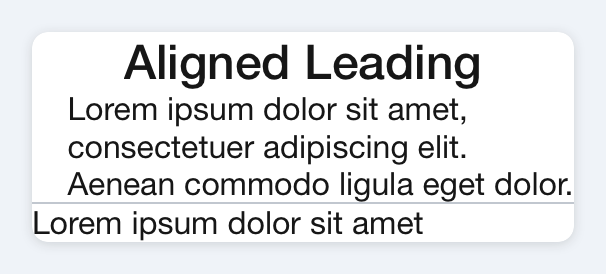 Aligned Leading
Lorem ipsum dolor sit amet,
consectetuer adipiscing elit.
Aenean commodo ligula eget dolor.
Lorem ipsum dolor sit amet